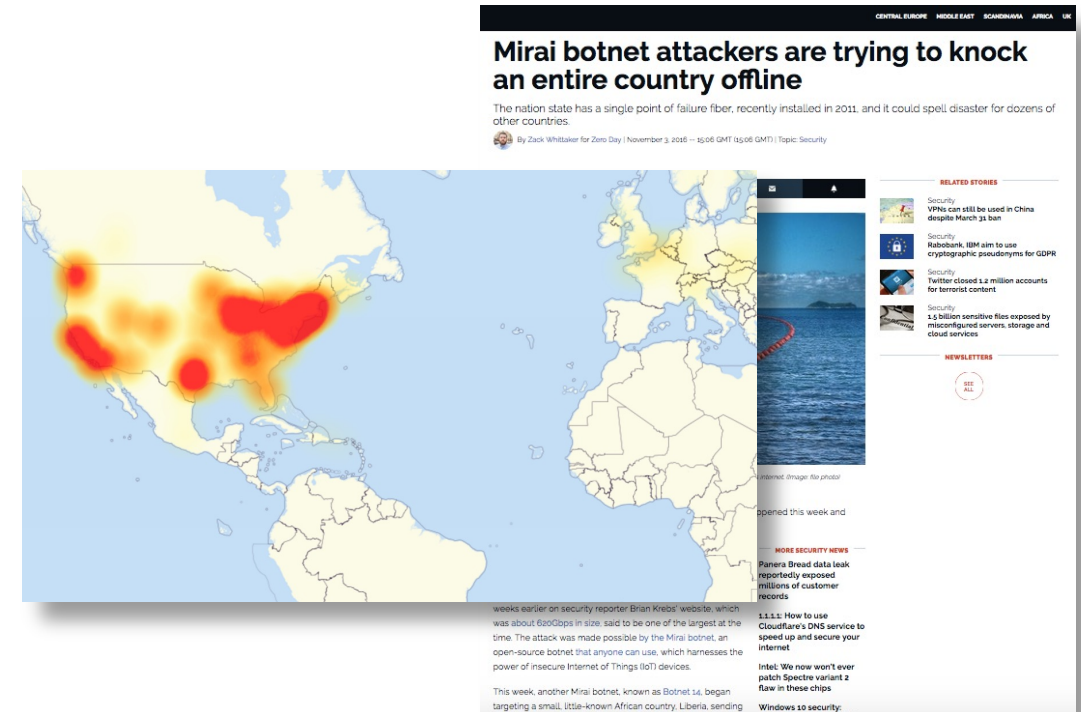 CENTRAL EUROPE MIDDLE EAST SCANDINAVIA AFRICA UK
Mirai botnet attackers are trying to knock
an entire country offline
The nation state has a single point of failure fiber, recently installed in 2011, and it could spell disaster for dozens of
other countries.
By Zack Whittaker for Zero Day | November 3, 2016 -- 15:06 GMT (15:06 GMT) | Topic: Security
RELATED STORIES
Security
VPNs can still be used in China
despite March 31 ban
Security
Rabobank, IBM aim to use
cryptographic pseudonyms for GDPR
Security
Twitter closed 1.2 million accounts
for terrorist content
Security
1.5 billion sensitive files exposed by
misconfigured servers, storage and
cloud services
NEWSLETTERS
SEE
ALL
internet. (Image: file photo)
opened this week and
MORE SECURITY NEWS
Panera Bread data leak
reportedly exposed
millions of customer
records
1.1.1.1: How to use
Cloudflare's DNS service to
speed up and secure your
internet
Intel: We now won't ever
patch Spectre variant 2
flaw in these chips
Windows 10 security:
weeks earlier on security reporter Brian Krebs' website, which
was about 620Gbps in size, said to be one of the largest at the
time. The attack was made possible by the Mirai botnet, an
open-source botnet that anyone can use, which harnesses the
power of insecure Internet of Things (IoT) devices.
This week, another Mirai botnet, known as Botnet 14, began
targeting a small, little-known African country, Liberia, sending